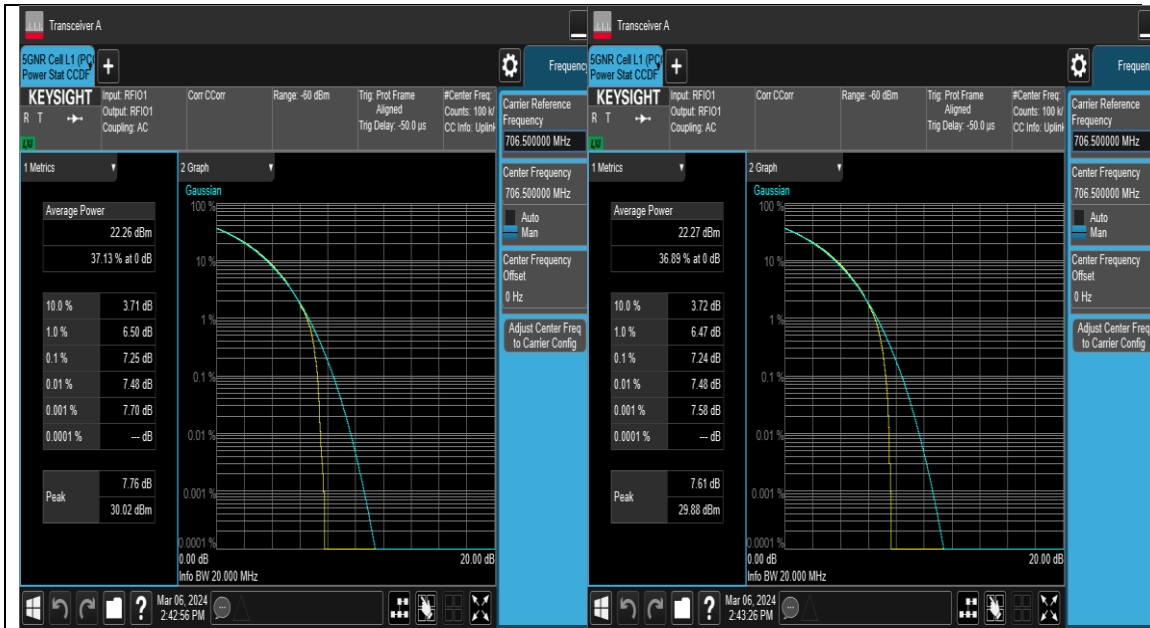 Transceiver A
5GNR Cell L1 (PC
Power Stat CCDF
Frequency
KEYSIGHT
R T
LXI
Input: RFIO1
Output: RFIO1
Coupling: AC
Corr CCorr
Range: -60 dBm
Trig: Prot Frame
Aligned
Trig Delay: -50.0 µs
#Center Freq:
Counts: 100 k/
CC Info: Uplink
Carrier Reference
Frequency
706.500000 MHz
Center Frequency
706.500000 MHz
Auto
Man
Center Frequency
Offset
0 Hz
Adjust Center Freq
to Carrier Config
1 Metrics
Average Power
22.26 dBm
37.13 % at 0 dB
10.0 % 3.71 dB
1.0 % 6.50 dB
0.1 % 7.25 dB
0.01 % 7.48 dB
0.001 % 7.70 dB
0.0001 % --- dB
Peak
7.76 dB
30.02 dBm
2 Graph
Gaussian
100 %
10 %
1 %
0.1 %
0.01 %
0.001 %
0.0001 %
0.00 dB 20.00 dB
Info BW 20.000 MHz
?
Mar 06, 2024
2:42:56 PM
Transceiver A
5GNR Cell L1 (PC
Power Stat CCDF
Frequen
KEYSIGHT
R T
LXI
Input: RFIO1
Output: RFIO1
Coupling: AC
Corr CCorr
Range: -60 dBm
Trig: Prot Frame
Aligned
Trig Delay: -50.0 µs
#Center Freq:
Counts: 100 k/
CC Info: Uplink
Carrier Reference
Frequency
706.500000 MHz
Center Frequency
706.500000 MHz
Auto
Man
Center Frequency
Offset
0 Hz
Adjust Center Freq
to Carrier Config
1 Metrics
Average Power
22.27 dBm
36.89 % at 0 dB
10.0 % 3.72 dB
1.0 % 6.47 dB
0.1 % 7.24 dB
0.01 % 7.48 dB
0.001 % 7.58 dB
0.0001 % --- dB
Peak
7.61 dB
29.88 dBm
2 Graph
Gaussian
100 %
10 %
1 %
0.1 %
0.01 %
0.001 %
0.0001 %
0.00 dB 20.00 dB
Info BW 20.000 MHz
?
Mar 06, 2024
2:43:26 PM